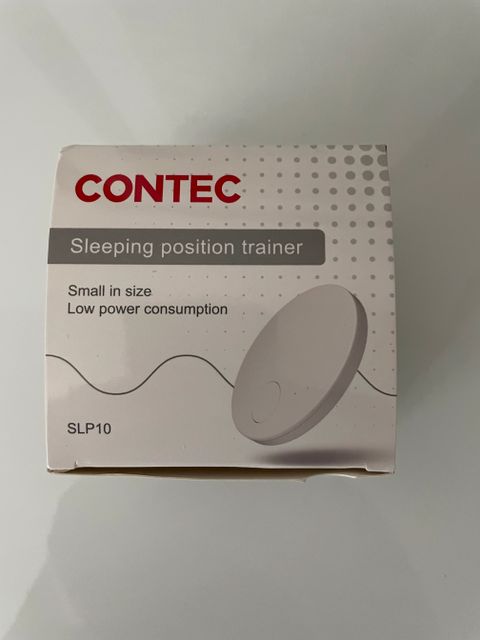 CONTEC
Sleeping position trainer
Small in size
Low power consumption
SLP10